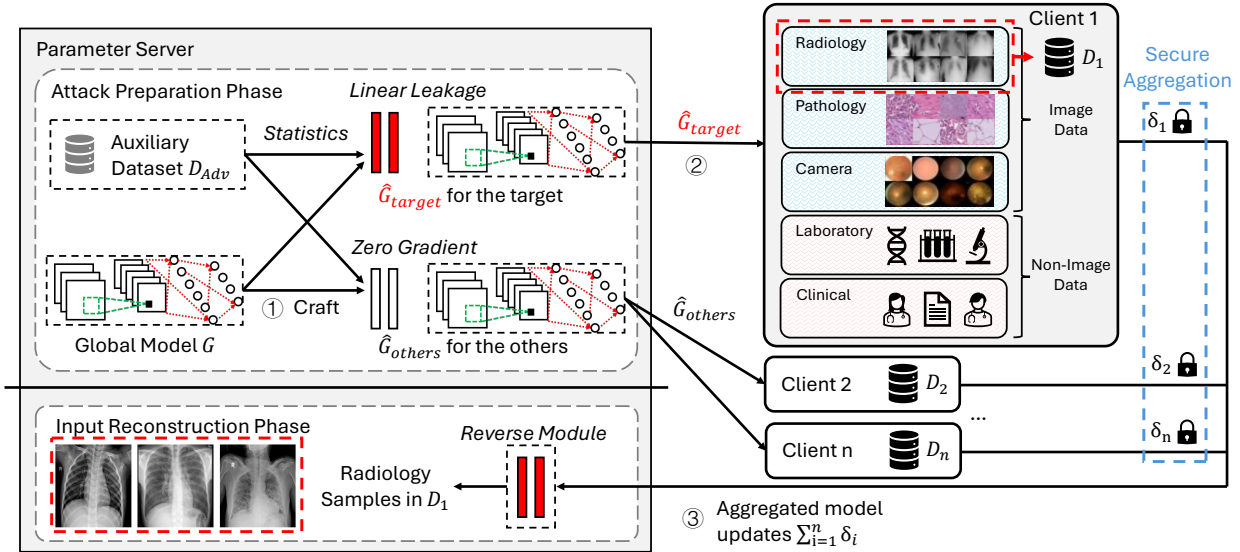 Parameter Server
Attack Preparation Phase
Auxiliary
Dataset D_Adv
Statistics
Linear Leakage
Ĝ_target for the target
Zero Gradient
Ĝ_others for the others
① Craft
Global Model G
Ĝ_target
②
Ĝ_others
Client 1
Radiology
D_1
Pathology
Image
Data
Camera
Laboratory
Non-Image
Data
Clinical
Client 2
D_2
...
Client n
D_n
Secure
Aggregation
δ_1
δ_2
δ_n
Input Reconstruction Phase
Reverse Module
Radiology
Samples in D_1
③ Aggregated model
updates ∑_{i=1}^{n} δ_i